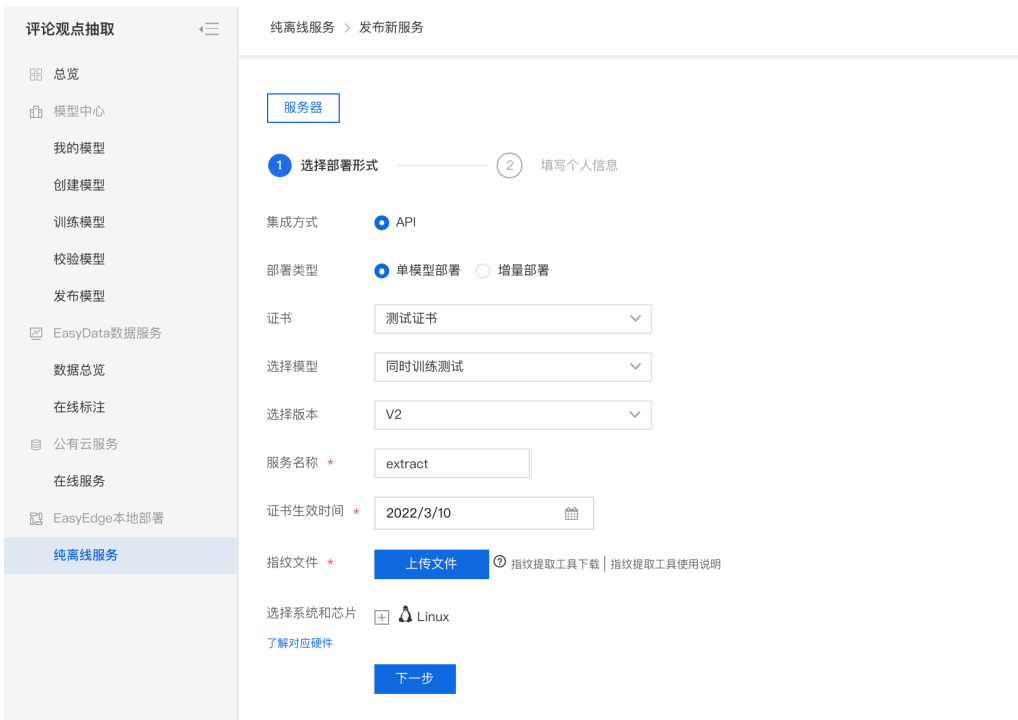 评论观点抽取
总览
模型中心
我的模型
创建模型
训练模型
校验模型
发布模型
EasyData数据服务
数据总览
在线标注
公有云服务
在线服务
EasyEdge本地部署
纯离线服务
纯离线服务 > 发布新服务
服务器
1 选择部署形式 2 填写个人信息
集成方式 API
部署类型 单模型部署 增量部署
证书 测试证书
选择模型 同时训练测试
选择版本 V2
服务名称 * extract
证书生效时间 * 2022/3/10
指纹文件 * 上传文件 ? 指纹提取工具下载 | 指纹提取工具使用说明
选择系统和芯片 Linux
了解对应硬件
下一步